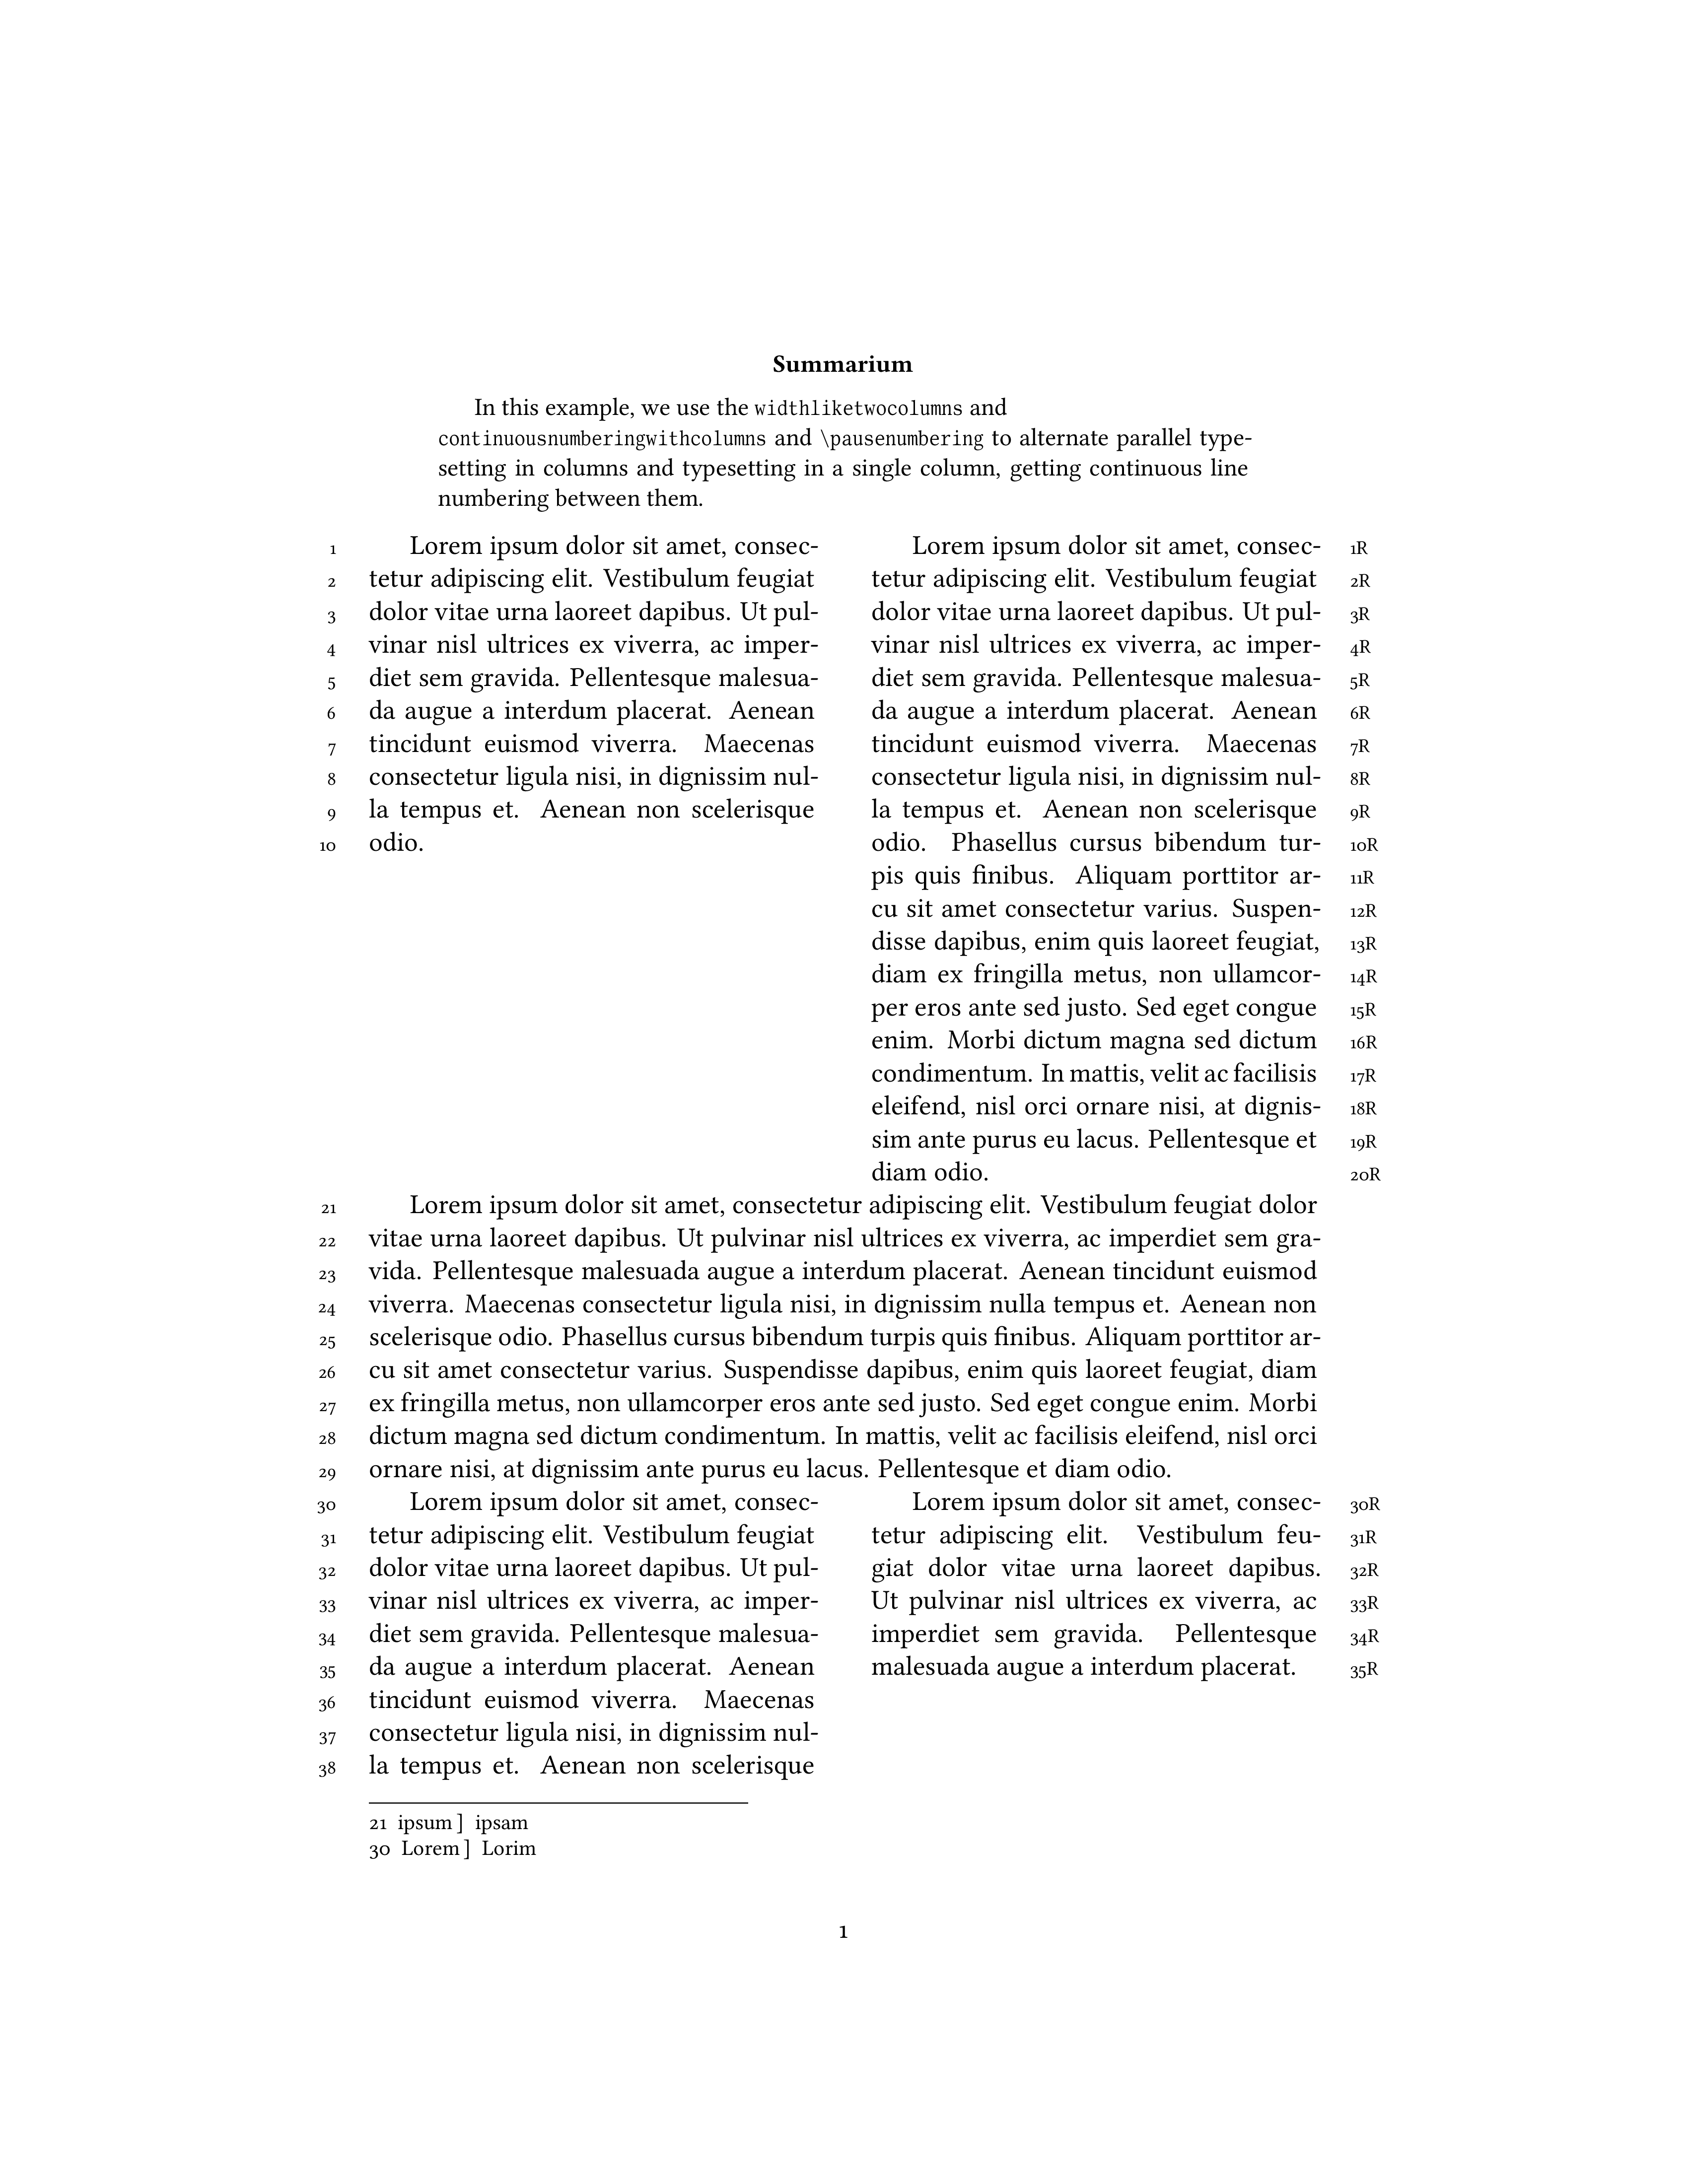 Summarium
In this example, we use the widthliketwocolumns and
continuousnumberingwithcolumns and \pausenumbering to alternate parallel type-
setting in columns and typesetting in a single column, getting continuous line
numbering between them.
1 Lorem ipsum dolor sit amet, consec-
2 tetur adipiscing elit. Vestibulum feugiat
3 dolor vitae urna laoreet dapibus. Ut pul-
4 vinar nisl ultrices ex viverra, ac imper-
5 diet sem gravida. Pellentesque malesua-
6 da augue a interdum placerat. Aenean
7 tincidunt euismod viverra. Maecenas
8 consectetur ligula nisi, in dignissim nul-
9 la tempus et. Aenean non scelerisque
10 odio.
Lorem ipsum dolor sit amet, consec- 1R
tetur adipiscing elit. Vestibulum feugiat 2R
dolor vitae urna laoreet dapibus. Ut pul- 3R
vinar nisl ultrices ex viverra, ac imper- 4R
diet sem gravida. Pellentesque malesua- 5R
da augue a interdum placerat. Aenean 6R
tincidunt euismod viverra. Maecenas 7R
consectetur ligula nisi, in dignissim nul- 8R
la tempus et. Aenean non scelerisque 9R
odio. Phasellus cursus bibendum tur- 10R
pis quis finibus. Aliquam porttitor ar- 11R
cu sit amet consectetur varius. Suspen- 12R
disse dapibus, enim quis laoreet feugiat, 13R
diam ex fringilla metus, non ullamcor- 14R
per eros ante sed justo. Sed eget congue 15R
enim. Morbi dictum magna sed dictum 16R
condimentum. In mattis, velit ac facilisis 17R
eleifend, nisl orci ornare nisi, at dignis- 18R
sim ante purus eu lacus. Pellentesque et 19R
diam odio. 20R
21 Lorem ipsum dolor sit amet, consectetur adipiscing elit. Vestibulum feugiat dolor
22 vitae urna laoreet dapibus. Ut pulvinar nisl ultrices ex viverra, ac imperdiet sem gra-
23 vida. Pellentesque malesuada augue a interdum placerat. Aenean tincidunt euismod
24 viverra. Maecenas consectetur ligula nisi, in dignissim nulla tempus et. Aenean non
25 scelerisque odio. Phasellus cursus bibendum turpis quis finibus. Aliquam porttitor ar-
26 cu sit amet consectetur varius. Suspendisse dapibus, enim quis laoreet feugiat, diam
27 ex fringilla metus, non ullamcorper eros ante sed justo. Sed eget congue enim. Morbi
28 dictum magna sed dictum condimentum. In mattis, velit ac facilisis eleifend, nisl orci
29 ornare nisi, at dignissim ante purus eu lacus. Pellentesque et diam odio.
30 Lorem ipsum dolor sit amet, consec-
31 tetur adipiscing elit. Vestibulum feugiat
32 dolor vitae urna laoreet dapibus. Ut pul-
33 vinar nisl ultrices ex viverra, ac imper-
34 diet sem gravida. Pellentesque malesua-
35 da augue a interdum placerat. Aenean
36 tincidunt euismod viverra. Maecenas
37 consectetur ligula nisi, in dignissim nul-
38 la tempus et. Aenean non scelerisque
Lorem ipsum dolor sit amet, consec- 30R
tetur adipiscing elit. Vestibulum feu- 31R
giat dolor vitae urna laoreet dapibus. 32R
Ut pulvinar nisl ultrices ex viverra, ac 33R
imperdiet sem gravida. Pellentesque 34R
malesuada augue a interdum placerat. 35R
21 ipsum ] ipsam
30 Lorem ] Lorim
1